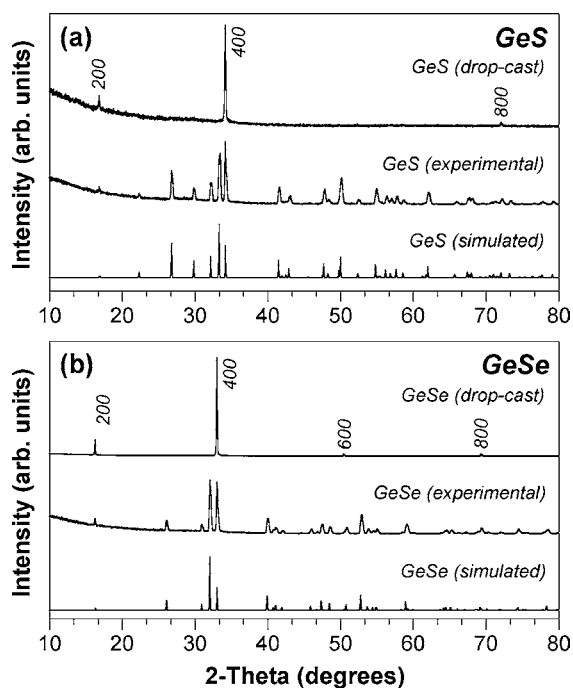 (a)
GeS
200
400
GeS (drop-cast)
800
GeS (experimental)
GeS (simulated)
Intensity (arb. units)
10 20 30 40 50 60 70 80
(b)
GeSe
200
400
GeSe (drop-cast)
600
800
GeSe (experimental)
GeSe (simulated)
Intensity (arb. units)
10 20 30 40 50 60 70 80
2-Theta (degrees)